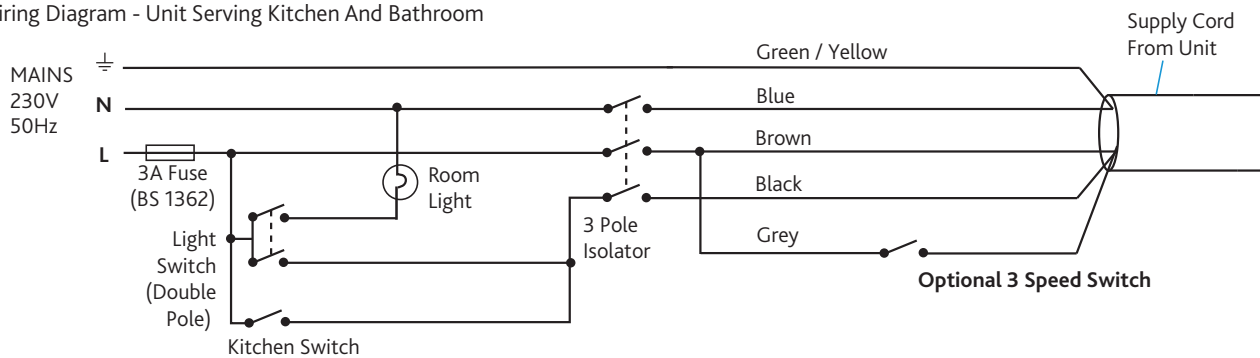 iring Diagram - Unit Serving Kitchen And Bathroom
Supply Cord
From Unit
MAINS
230V
50Hz
N
L
Green / Yellow
Blue
Brown
Black
Grey
3A Fuse
(BS 1362)
Room
Light
3 Pole
Isolator
Light
Switch
(Double
Pole)
Optional 3 Speed Switch
Kitchen Switch